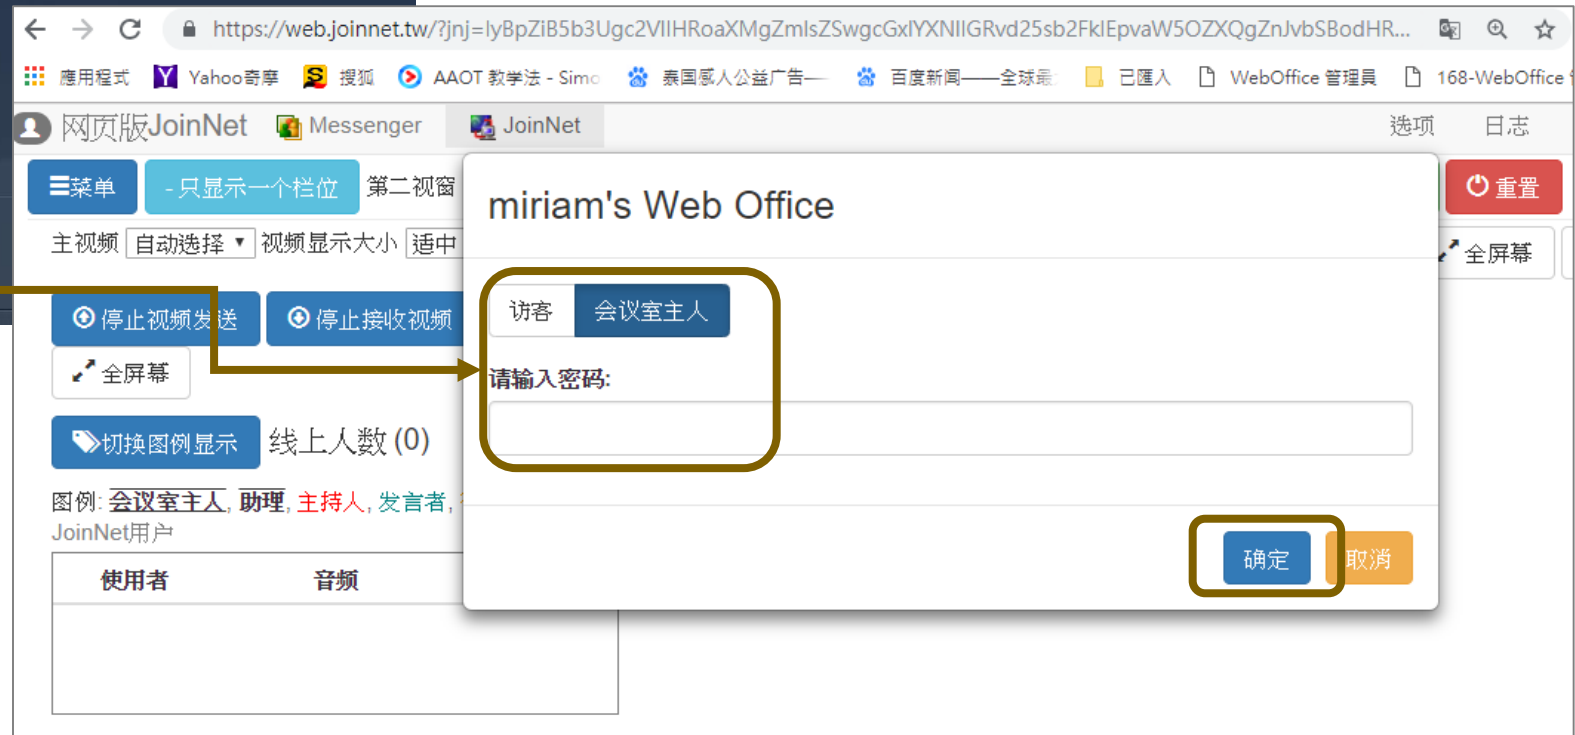 https://web.joinnet.tw/?jnj=IyBpZiB5b3Ugc2VlIHRoaXMgZmlsZSwgcGxlYXNlIGRvd25sb2FkIEpvaW5OZXQgZnJvbSBodHR...
應用程式 Yahoo奇摩 搜狐 AAOT 教学法 - Simo 泰国感人公益广告— 百度新闻——全球最 已匯入 WebOffice 管理員 168-WebOffice
网页版JoinNet Messenger JoinNet 选项 日志
菜单 - 只显示一个栏位 第二视窗 重置
miriam's Web Office
主视频 自动选择 视频显示大小 适中 全屏幕
停止视频发送 停止接收视频
访客 会议室主人
全屏幕
请输入密码:
切换图例显示 线上人数 (0)
图例: 会议室主人, 助理, 主持人, 发言者,
JoinNet用户
确定 取消
使用者 音频